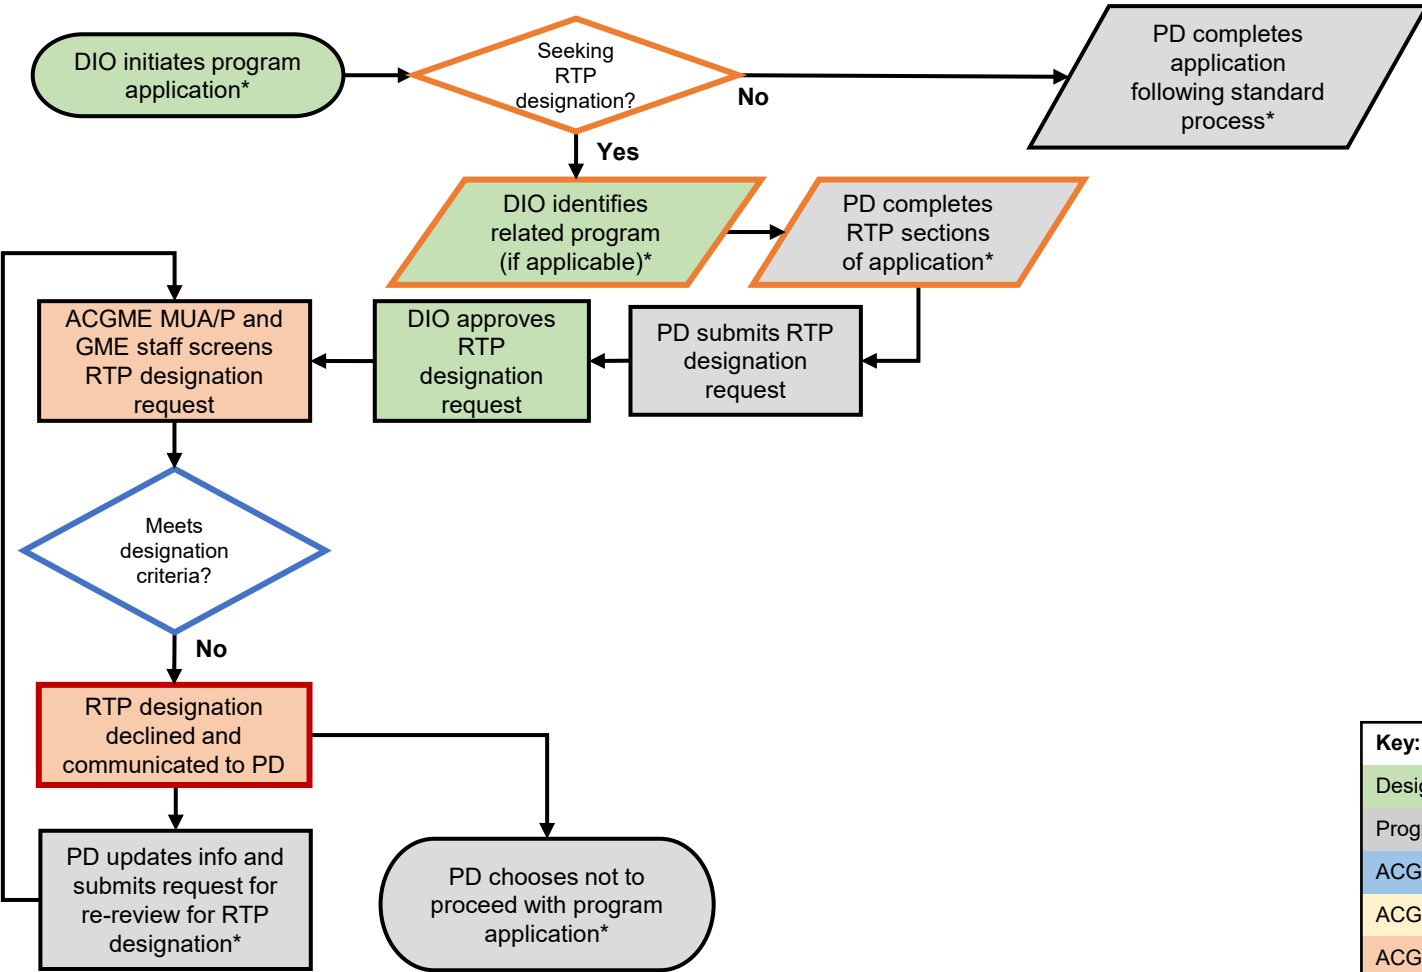 DIO initiates program
application*
Seeking
RTP
designation?
No
PD completes
application
following standard
process*
Yes
DIO identifies
related program
(if applicable)*
PD completes
RTP sections
of application*
ACGME MUA/P and
GME staff screens
RTP designation
request
DIO approves
RTP
designation
request
PD submits RTP
designation
request
Meets
designation
criteria?
No
RTP designation
declined and
communicated to PD
PD updates info and
submits request for
re-review for RTP
designation*
PD chooses not to
proceed with program
application*
Key: